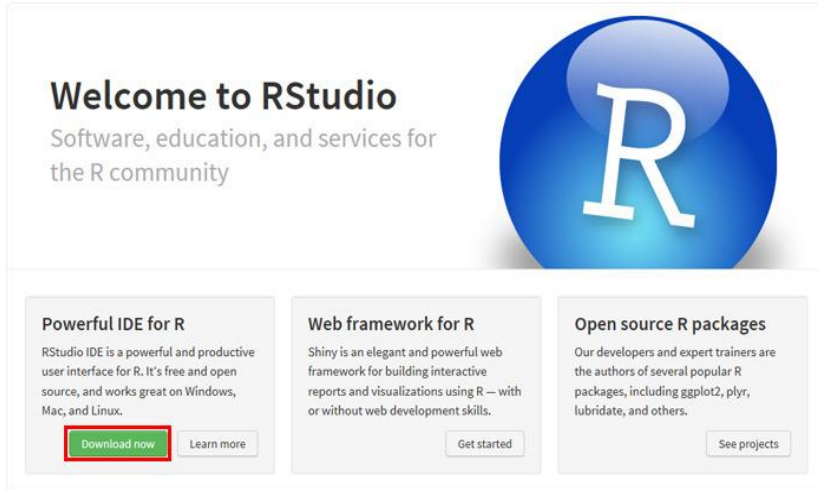 Welcome to RStudio
Software, education, and services for
the R community
R
Powerful IDE for R
RStudio IDE is a powerful and productive
user interface for R. It's free and open
source, and works great on Windows,
Mac, and Linux.
Download now
Learn more
Web framework for R
Shiny is an elegant and powerful web
framework for building interactive
reports and visualizations using R — with
or without web development skills.
Get started
Open source R packages
Our developers and expert trainers are
the authors of several popular R
packages, including ggplot2, plyr,
lubridate, and others.
See projects